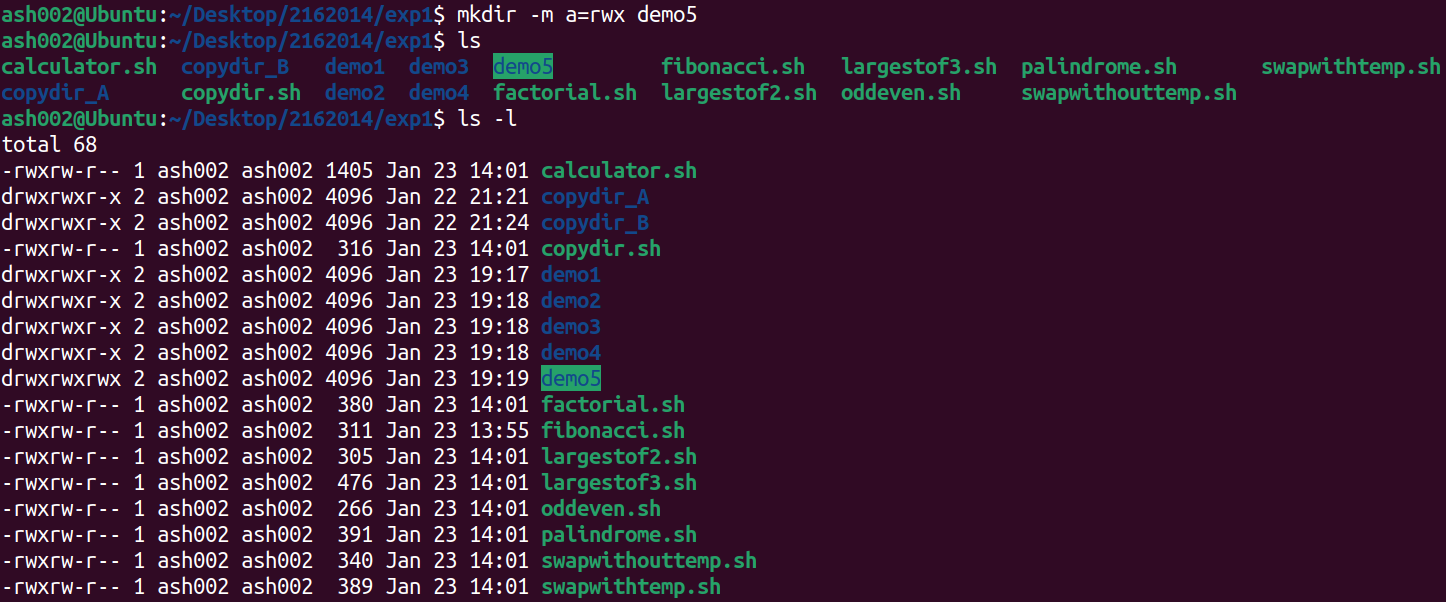 ash002@Ubuntu:~/Desktop/2162014/exp1$ mkdir -m a=rwx demo5
ash002@Ubuntu:~/Desktop/2162014/exp1$ ls
calculator.sh  copydir_B   demo1  demo3  demo5         fibonacci.sh   largestof3.sh  palindrome.sh       swapwithtemp.sh
copydir_A      copydir.sh  demo2  demo4  factorial.sh  largestof2.sh  oddeven.sh     swapwithouttemp.sh
ash002@Ubuntu:~/Desktop/2162014/exp1$ ls -l
total 68
-rwxrw-r-- 1 ash002 ash002 1405 Jan 23 14:01 calculator.sh
drwxrwxr-x 2 ash002 ash002 4096 Jan 22 21:21 copydir_A
drwxrwxr-x 2 ash002 ash002 4096 Jan 22 21:24 copydir_B
-rwxrw-r-- 1 ash002 ash002  316 Jan 23 14:01 copydir.sh
drwxrwxr-x 2 ash002 ash002 4096 Jan 23 19:17 demo1
drwxrwxr-x 2 ash002 ash002 4096 Jan 23 19:18 demo2
drwxrwxr-x 2 ash002 ash002 4096 Jan 23 19:18 demo3
drwxrwxr-x 2 ash002 ash002 4096 Jan 23 19:18 demo4
drwxrwxrwx 2 ash002 ash002 4096 Jan 23 19:19 demo5
-rwxrw-r-- 1 ash002 ash002  380 Jan 23 14:01 factorial.sh
-rwxrw-r-- 1 ash002 ash002  311 Jan 23 13:55 fibonacci.sh
-rwxrw-r-- 1 ash002 ash002  305 Jan 23 14:01 largestof2.sh
-rwxrw-r-- 1 ash002 ash002  476 Jan 23 14:01 largestof3.sh
-rwxrw-r-- 1 ash002 ash002  266 Jan 23 14:01 oddeven.sh
-rwxrw-r-- 1 ash002 ash002  391 Jan 23 14:01 palindrome.sh
-rwxrw-r-- 1 ash002 ash002  340 Jan 23 14:01 swapwithouttemp.sh
-rwxrw-r-- 1 ash002 ash002  389 Jan 23 14:01 swapwithtemp.sh